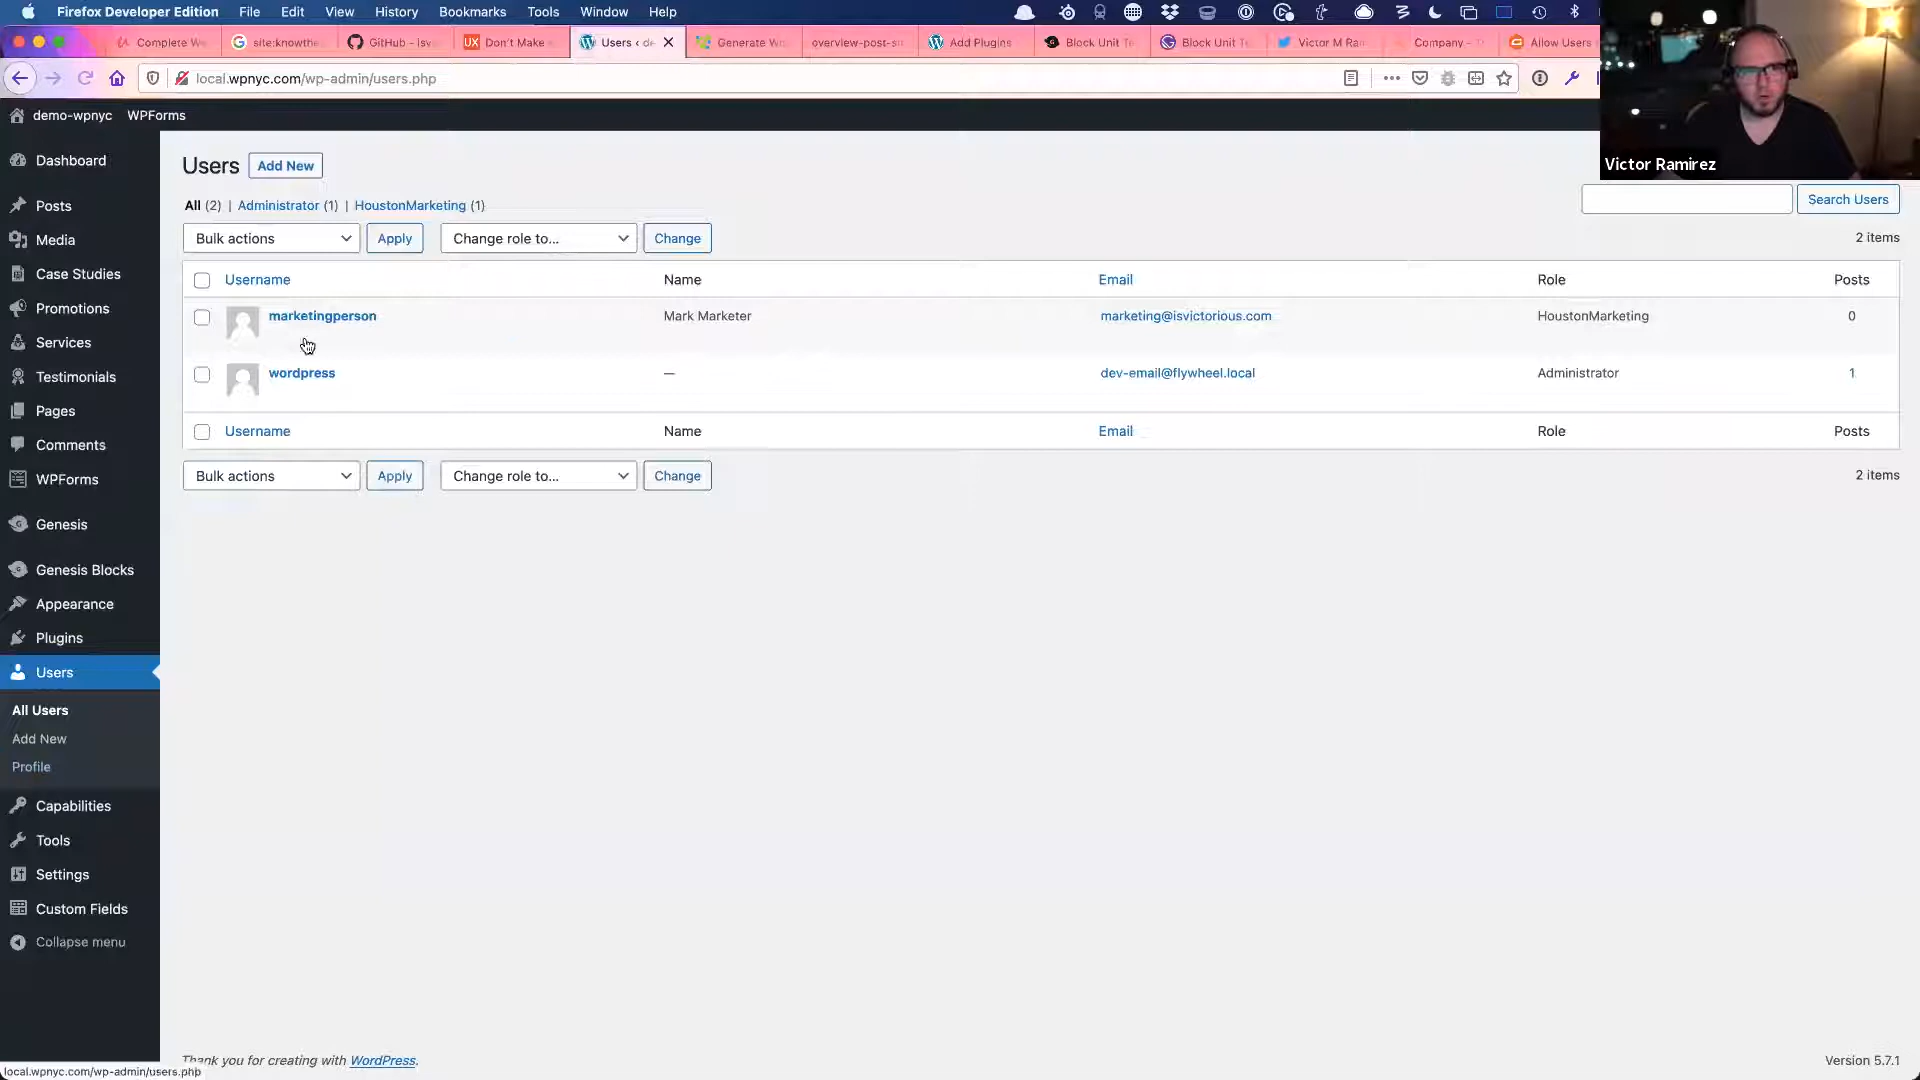 Firefox Developer Edition File Edit View History Bookmarks Tools Window Help
Complete We
site:knowthe
GitHub - isv
UX Don't Make
Users ‹ de
Generate Wo
overview-post-st
Add Plugins
Block Unit Te
Block Unit Te
Victor M Ram
Company -
Allow Users
local.wpnyc.com/wp-admin/users.php
demo-wpnyc WPForms
Victor Ramirez
Dashboard
Posts
Media
Case Studies
Promotions
Services
Testimonials
Pages
Comments
WPForms
Genesis
Genesis Blocks
Appearance
Plugins
Users
All Users
Add New
Profile
Capabilities
Tools
Settings
Custom Fields
Collapse menu
Users Add New
All (2) | Administrator (1) | HoustonMarketing (1)
Search Users
Bulk actions Apply Change role to... Change 2 items
Username Name Email Role Posts
marketingperson Mark Marketer marketing@isvictorious.com HoustonMarketing 0
wordpress — dev-email@flywheel.local Administrator 1
Username Name Email Role Posts
Bulk actions Apply Change role to... Change 2 items
Thank you for creating with WordPress. Version 5.7.1
local.wpnyc.com/wp-admin/users.php